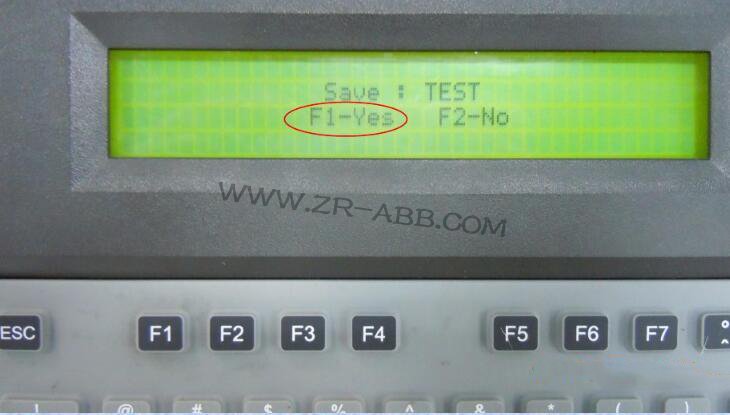 Save : TEST
F1-Yes F2-No
WWW.ZR-ABB.COM
ESC F1 F2 F3 F4 F5 F6 F7 °
^
! @ # $ % ^ & * ( )